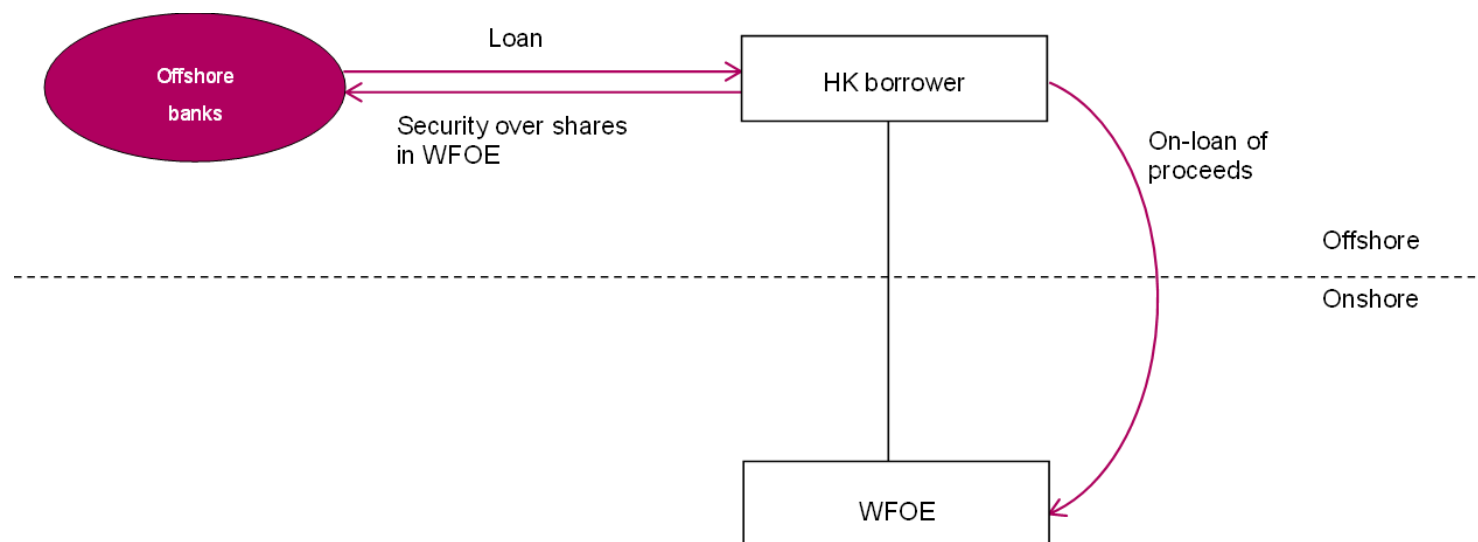 Offshore
banks
Loan
Security over shares
in WFOE
HK borrower
On-loan of
proceeds
Offshore
Onshore
WFOE